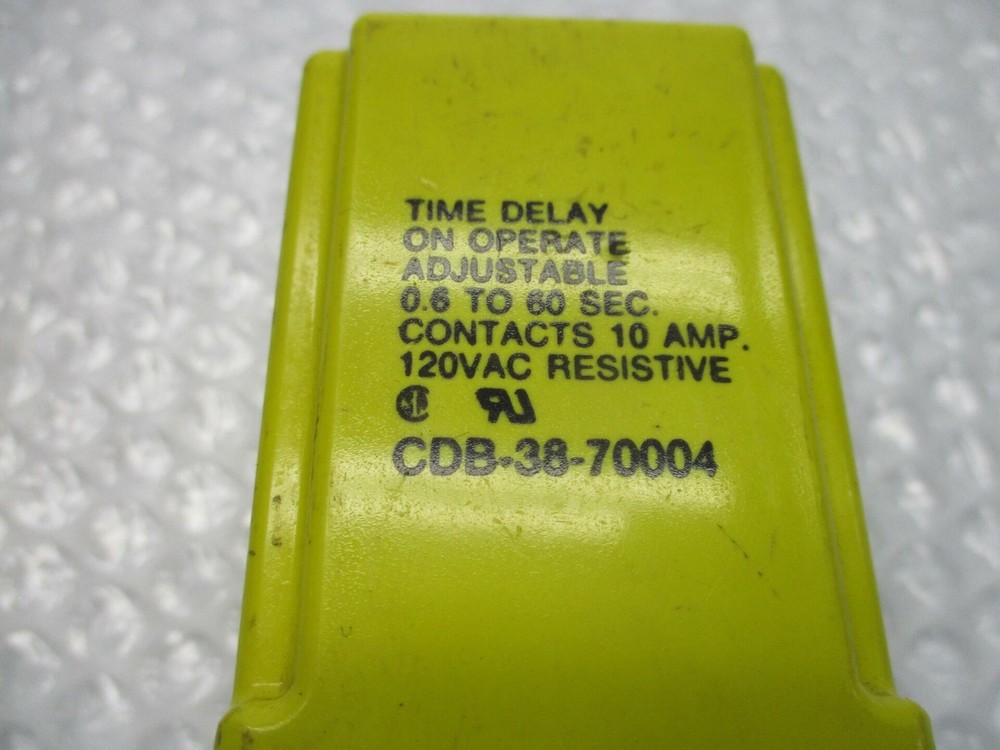 TIME DELAY
ON OPERATE
ADJUSTABLE
0.6 TO 60 SEC.
CONTACTS 10 AMP.
120VAC RESISTIVE
CDB-38-70004